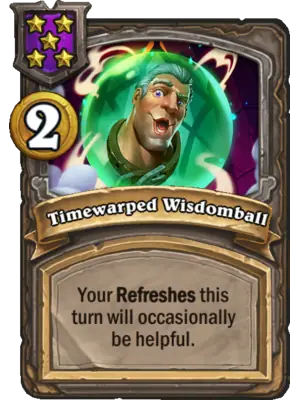 2
Timewarped Wisdomball
Your Refreshes this
turn will occasionally
be helpful.